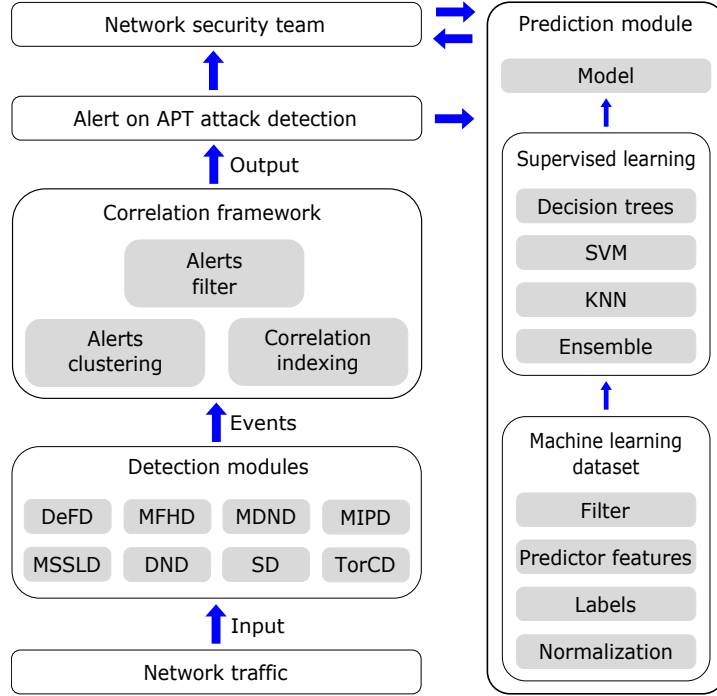 Network security team
Alert on APT attack detection
Output
Correlation framework
Alerts
filter
Alerts
clustering
Correlation
indexing
Events
Detection modules
DeFD
MFHD
MDND
MIPD
MSSLD
DND
SD
TorCD
Input
Network traffic
Prediction module
Model
Supervised learning
Decision trees
SVM
KNN
Ensemble
Machine learning
dataset
Filter
Predictor features
Labels
Normalization